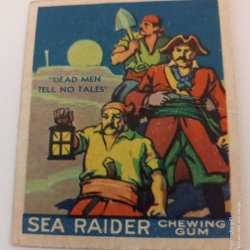 "DEAD MEN
TELL NO TALES"
SEA RAIDER CHEWING
GUM